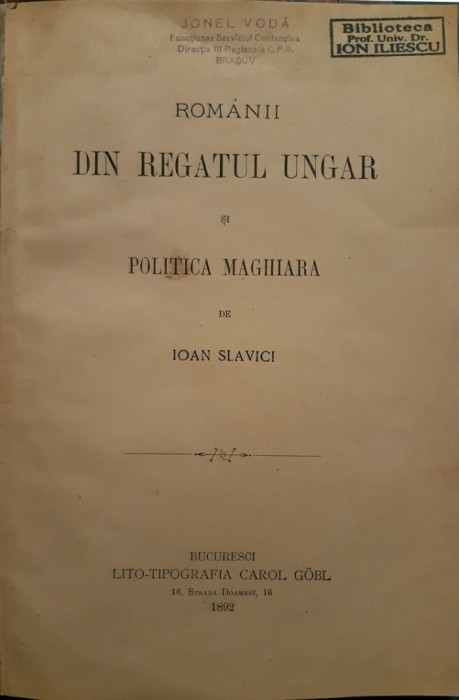 JONEL VODĂ
Funcționar Serviciul Contencios
Direcția III Regională C.F.R.
BRAȘOV
Biblioteca
Prof. Univ. Dr.
ION ILIESCU
ROMÂNII
DIN REGATUL UNGAR
ȘI
POLITICA MAGHIARA
DE
IOAN SLAVICI
BUCURESCI
LITO-TIPOGRAFIA CAROL GÖBL
16, Strada Doamneĭ, 16
1892